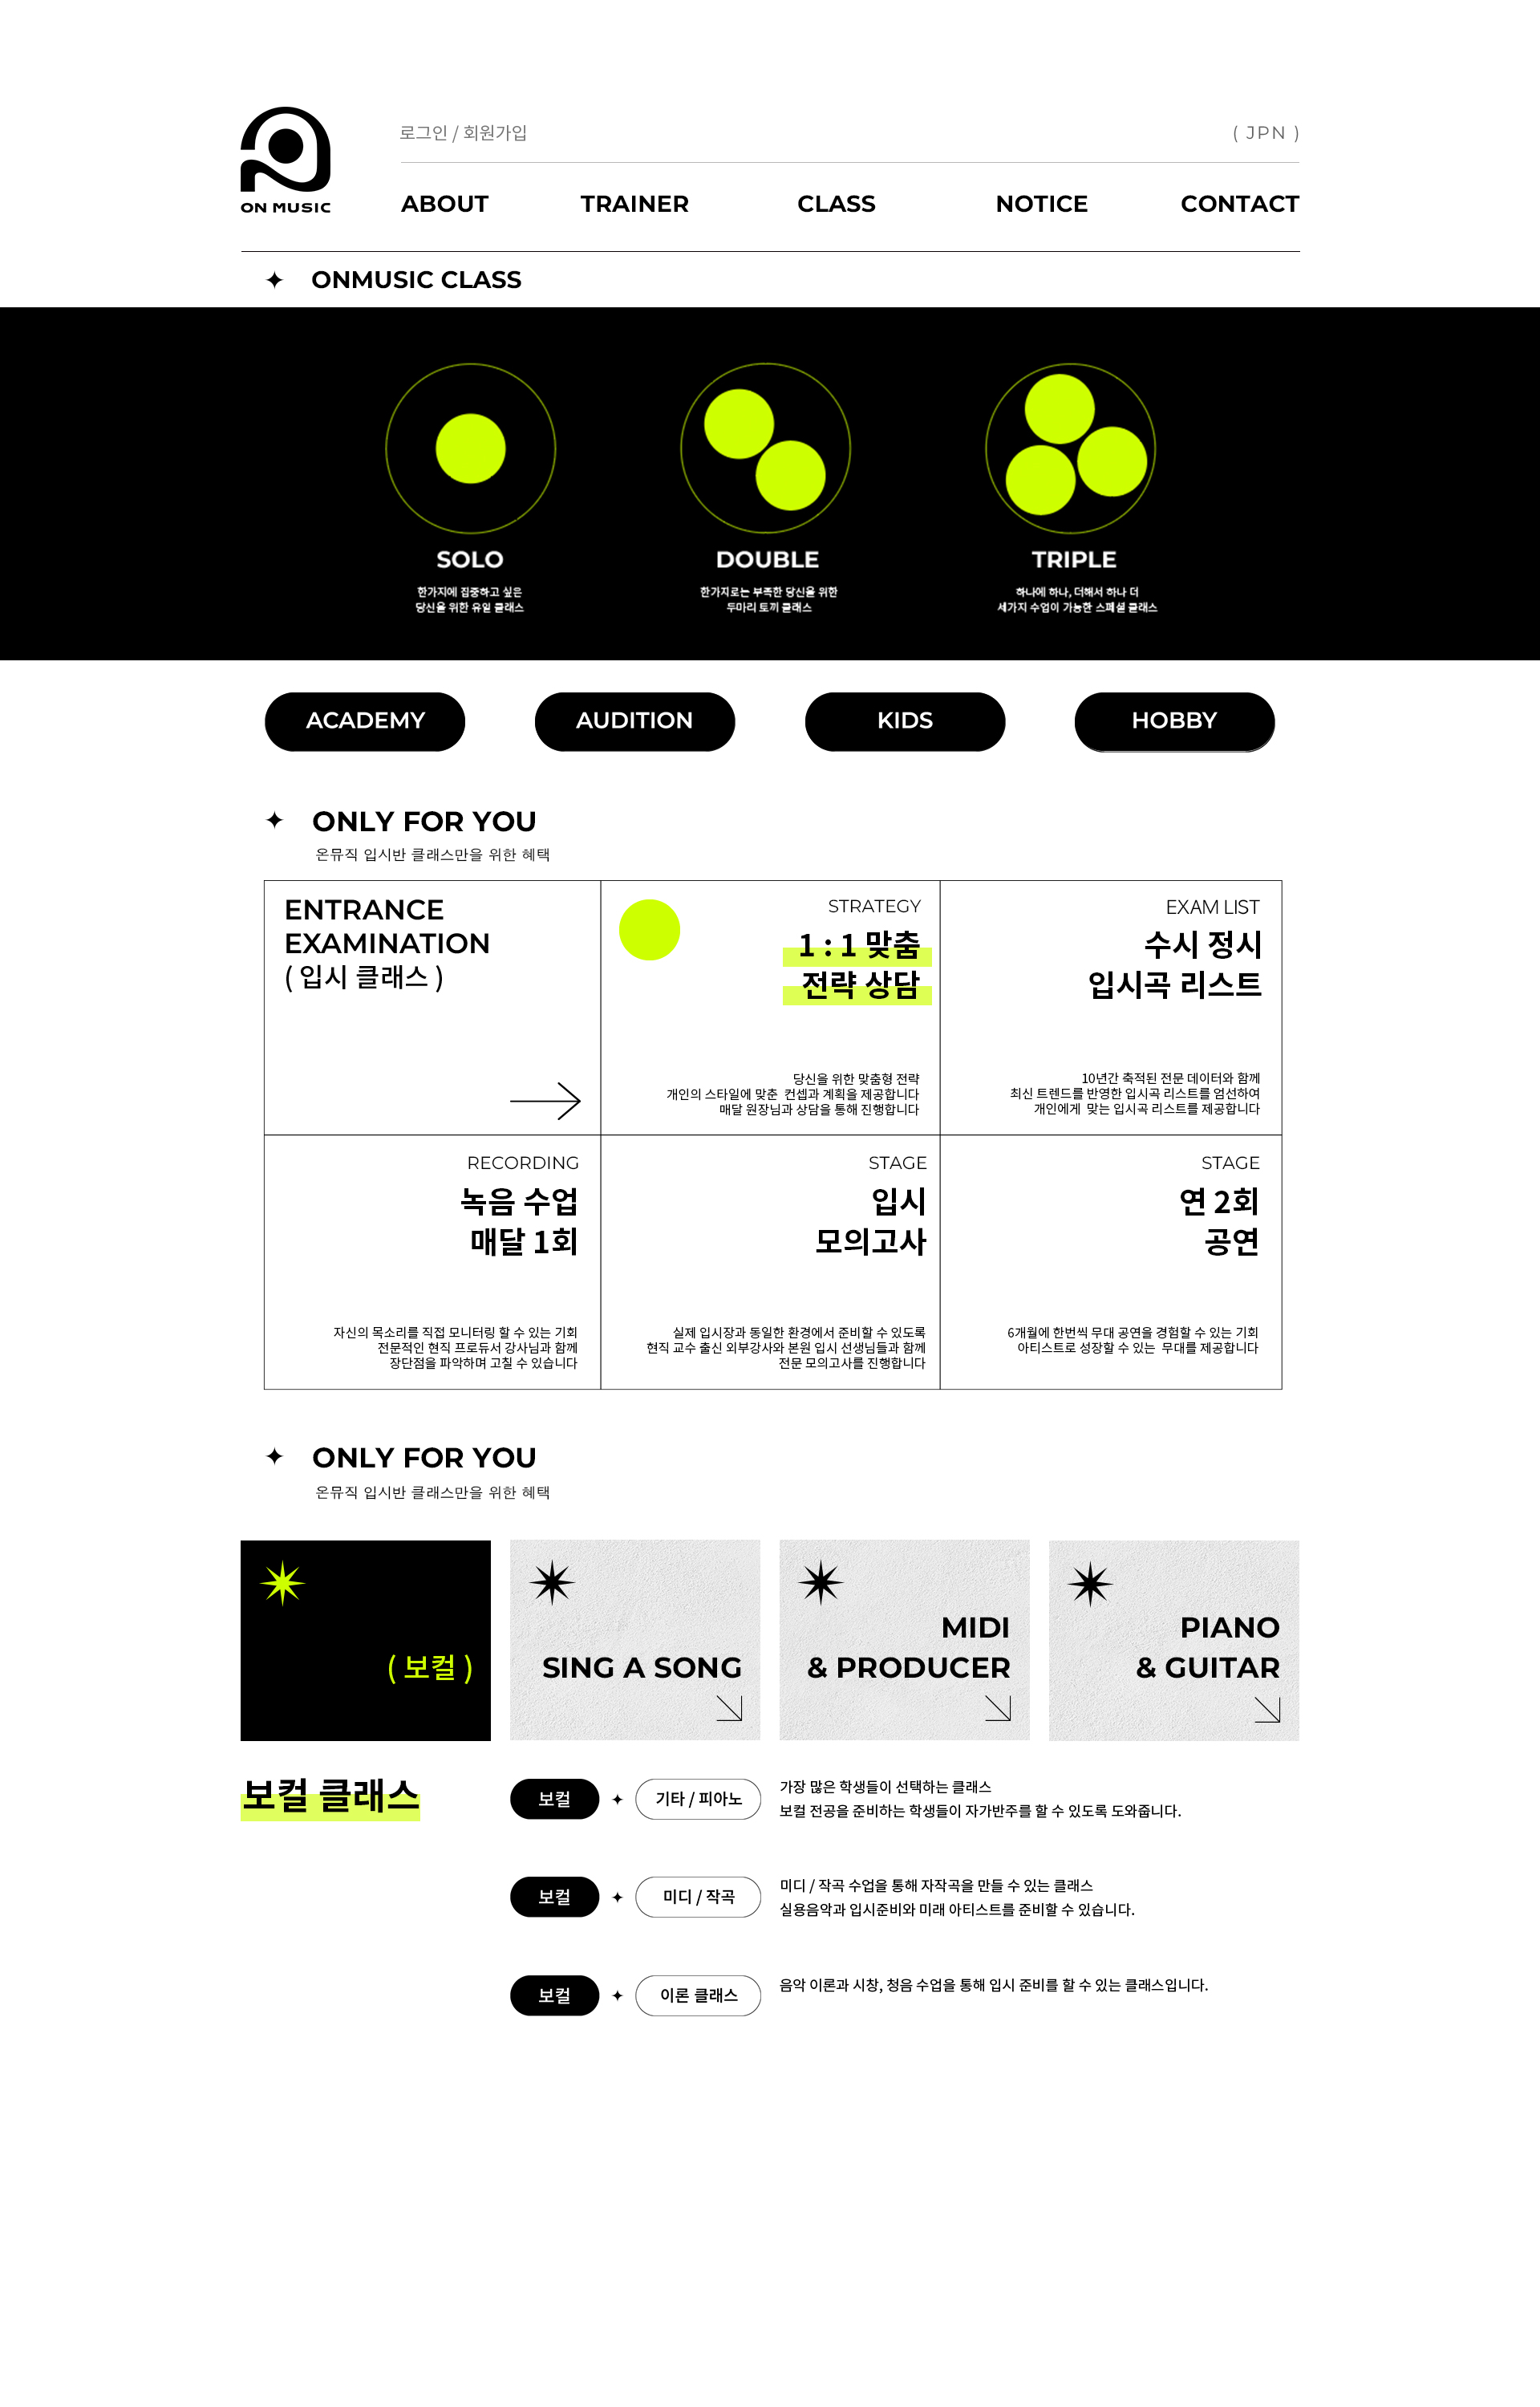 로그인 / 회원가입
( JPN )
ON MUSIC
ABOUT
TRAINER
CLASS
NOTICE
CONTACT
ONMUSIC CLASS
SOLO
한가지에 집중하고 싶은
당신을 위한 유일 클래스
DOUBLE
한가지로는 부족한 당신을 위한
두마리 토끼 클래스
TRIPLE
하나에 하나, 더해서 하나 더
세가지 수업이 가능한 스페셜 클래스
ACADEMY
AUDITION
KIDS
HOBBY
ONLY FOR YOU
온뮤직 입시반 클래스만을 위한 혜택
ENTRANCE
EXAMINATION
( 입시 클래스 )
STRATEGY
1 : 1 맞춤
전략 상담
당신을 위한 맞춤형 전략
개인의 스타일에 맞춘 컨셉과 계획을 제공합니다
매달 원장님과 상담을 통해 진행합니다
EXAM LIST
수시 정시
입시곡 리스트
10년간 축적된 전문 데이터와 함께
최신 트렌드를 반영한 입시곡 리스트를 엄선하여
개인에게 맞는 입시곡 리스트를 제공합니다
RECORDING
녹음 수업
매달 1회
자신의 목소리를 직접 모니터링 할 수 있는 기회
전문적인 현직 프로듀서 강사님과 함께
장단점을 파악하며 고칠 수 있습니다
STAGE
입시
모의고사
실제 입시장과 동일한 환경에서 준비할 수 있도록
현직 교수 출신 외부강사와 본원 입시 선생님들과 함께
전문 모의고사를 진행합니다
STAGE
연 2회
공연
6개월에 한번씩 무대 공연을 경험할 수 있는 기회
아티스트로 성장할 수 있는 무대를 제공합니다
ONLY FOR YOU
온뮤직 입시반 클래스만을 위한 혜택
( 보컬 )
SING A SONG
MIDI
& PRODUCER
PIANO
& GUITAR
보컬 클래스
보컬
기타 / 피아노
가장 많은 학생들이 선택하는 클래스
보컬 전공을 준비하는 학생들이 자가반주를 할 수 있도록 도와줍니다.
보컬
미디 / 작곡
미디 / 작곡 수업을 통해 자작곡을 만들 수 있는 클래스
실용음악과 입시준비와 미래 아티스트를 준비할 수 있습니다.
보컬
이론 클래스
음악 이론과 시창, 청음 수업을 통해 입시 준비를 할 수 있는 클래스입니다.